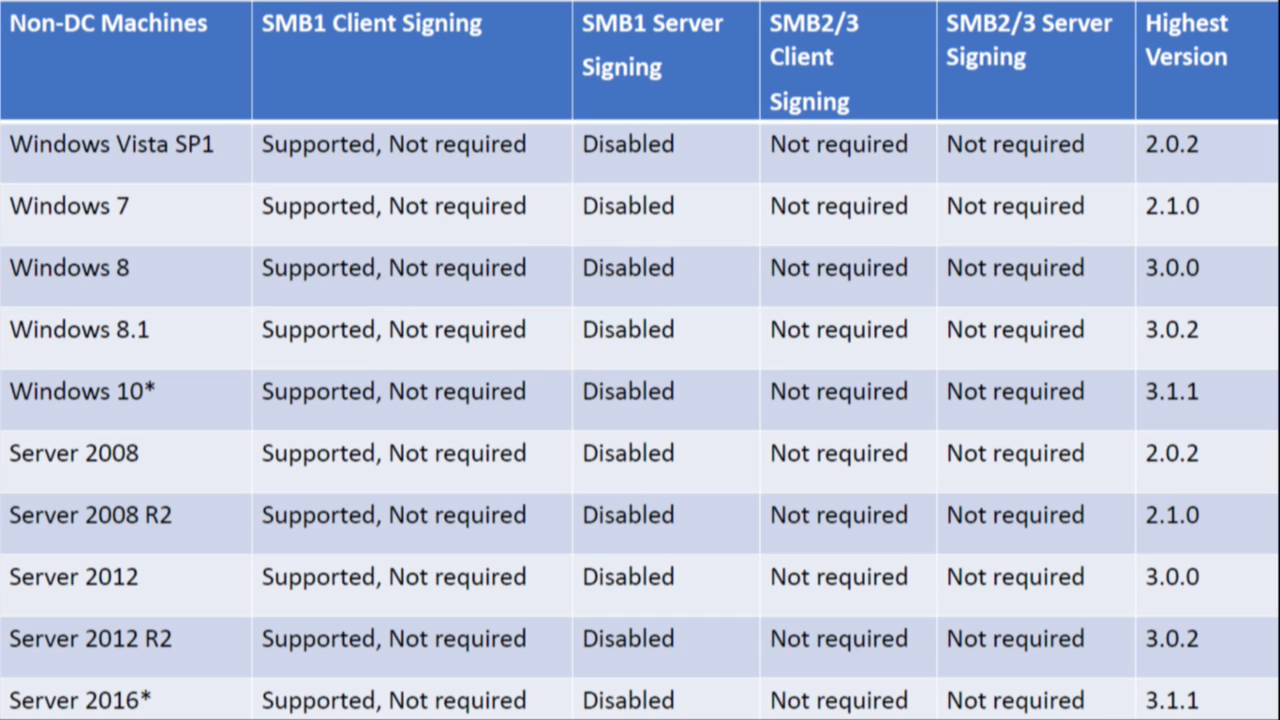 Non-DC Machines SMB1 Client Signing SMB1 Server Signing SMB2/3 Client Signing SMB2/3 Server Signing Highest Version
Windows Vista SP1 Supported, Not required Disabled Not required Not required 2.0.2
Windows 7 Supported, Not required Disabled Not required Not required 2.1.0
Windows 8 Supported, Not required Disabled Not required Not required 3.0.0
Windows 8.1 Supported, Not required Disabled Not required Not required 3.0.2
Windows 10* Supported, Not required Disabled Not required Not required 3.1.1
Server 2008 Supported, Not required Disabled Not required Not required 2.0.2
Server 2008 R2 Supported, Not required Disabled Not required Not required 2.1.0
Server 2012 Supported, Not required Disabled Not required Not required 3.0.0
Server 2012 R2 Supported, Not required Disabled Not required Not required 3.0.2
Server 2016* Supported, Not required Disabled Not required Not required 3.1.1